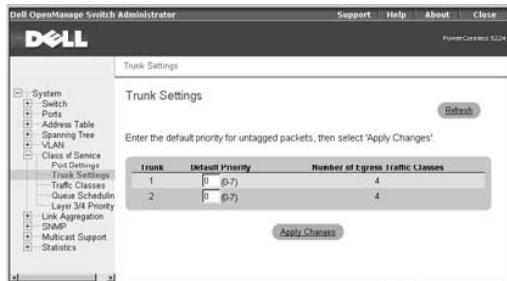 Dell OpenManage Switch Administrator Support Help About Close
DELL
PowerConnect 5224
Trunk Settings
System
Switch
Ports
Address Table
Spanning Tree
VLAN
Class of Service
Port Settings
Trunk Settings
Traffic Classes
Queue Schedulin
Layer 3/4 Priority
Link Aggregation
SNMP
Multicast Support
Statistics
Trunk Settings
Refresh
Enter the default priority for untagged packets, then select 'Apply Changes'.
Trunk Default Priority Number of Egress Traffic Classes
1 0 (0-7) 4
2 0 (0-7) 4
Apply Changes